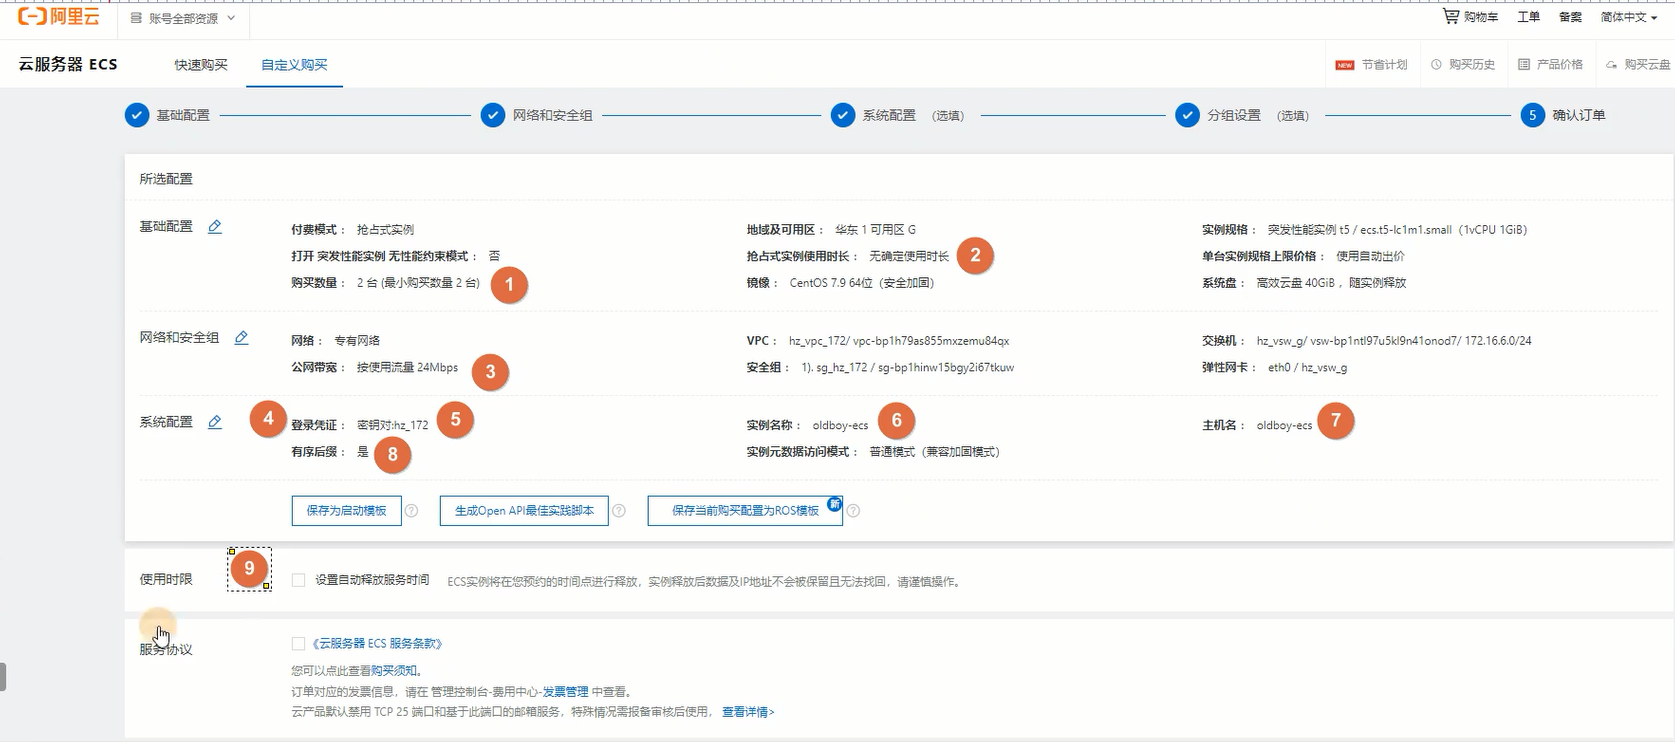 阿里云 账号全部资源 购物车 工单 备案 简体中文
云服务器 ECS 快速购买 自定义购买 NEW 节省计划 购买历史 产品价格 购买云盘
基础配置 网络和安全组 系统配置 (选填) 分组设置 (选填) 5 确认订单
所选配置
基础配置 付费模式： 抢占式实例 地域及可用区： 华东 1 可用区 G 实例规格： 突发性能实例 t5 / ecs.t5-lc1m1.small（1vCPU 1GiB）
打开 突发性能实例 无性能约束模式： 否 抢占式实例使用时长： 无确定使用时长 2 单台实例规格上限价格： 使用自动出价
购买数量： 2 台 (最小购买数量 2 台) 1 镜像： CentOS 7.9 64位（安全加固） 系统盘： 高效云盘 40GiB ，随实例释放
网络和安全组 网络： 专有网络 VPC： hz_vpc_172/ vpc-bp1h79as855mxzemu84qx 交换机： hz_vsw_g/ vsw-bp1ntl97u5kl9n41onod7/ 172.16.6.0/24
公网带宽： 按使用流量 24Mbps 3 安全组： 1). sg_hz_172 / sg-bp1hinw15bgy2i67tkuw 弹性网卡： eth0 / hz_vsw_g
系统配置 4 登录凭证： 密钥对:hz_172 5 实例名称： oldboy-ecs 6 主机名： oldboy-ecs 7
有序后缀： 是 8 实例元数据访问模式： 普通模式（兼容加固模式）
保存为启动模板 ? 生成Open API最佳实践脚本 ? 保存当前购买配置为ROS模板 新 ?
使用时限 9 设置自动释放服务时间 ECS实例将在您预约的时间点进行释放，实例释放后数据及IP地址不会被保留且无法找回，请谨慎操作。
服务协议 《云服务器 ECS 服务条款》
您可以点此查看购买须知。
订单对应的发票信息，请在 管理控制台-费用中心-发票管理 中查看。
云产品默认禁用 TCP 25 端口和基于此端口的邮箱服务，特殊情况需报备审核后使用， 查看详情>